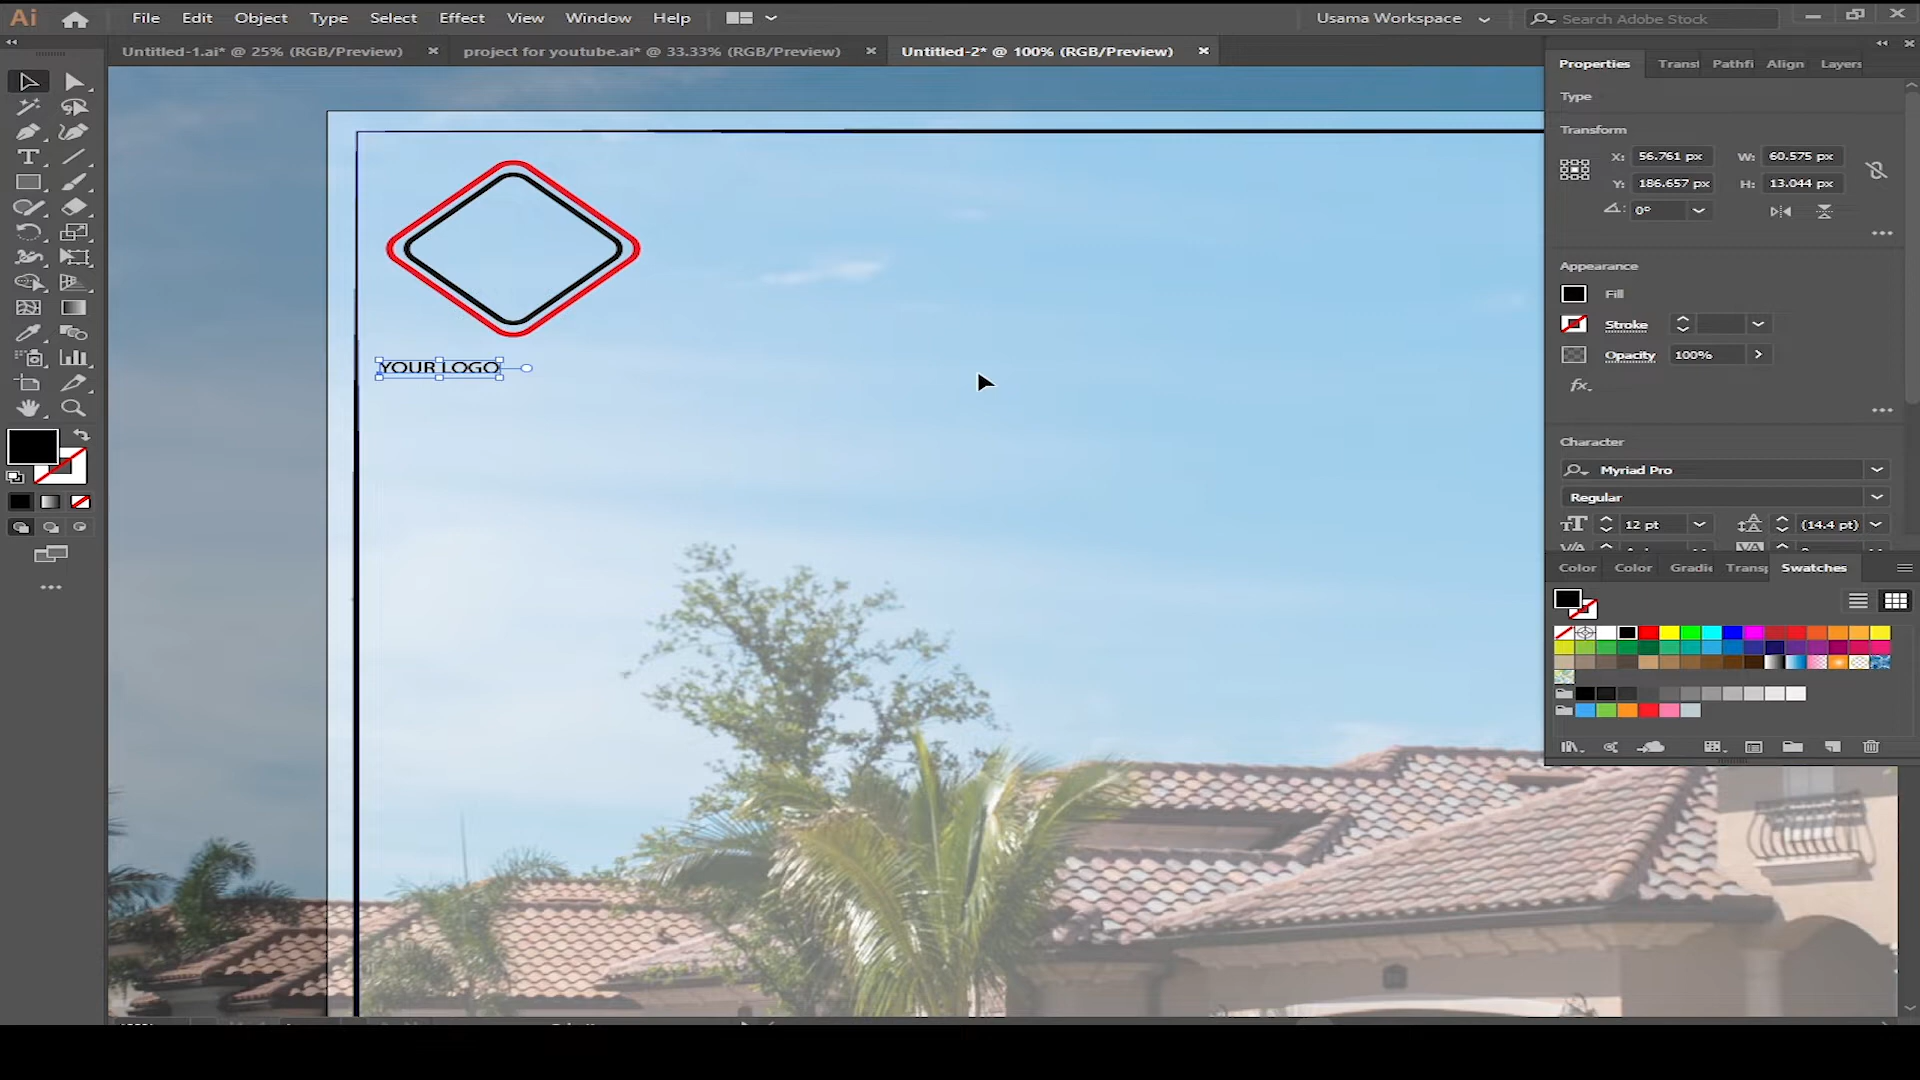 Ai File Edit Object Type Select Effect View Window Help Usama Workspace Search Adobe Stock
Untitled-1.ai* @ 25% (RGB/Preview) project for youtube.ai* @ 33.33% (RGB/Preview) Untitled-2* @ 100% (RGB/Preview)
Properties Transf Pathfi Align Layers
Type
Transform
X: 56.761 px W: 60.575 px
Y: 186.657 px H: 13.044 px
0°
Appearance
Fill
Stroke
Opacity 100%
fx.
Character
Myriad Pro
Regular
12 pt (14.4 pt)
Color Color Gradie Transp Swatches
YOUR LOGO